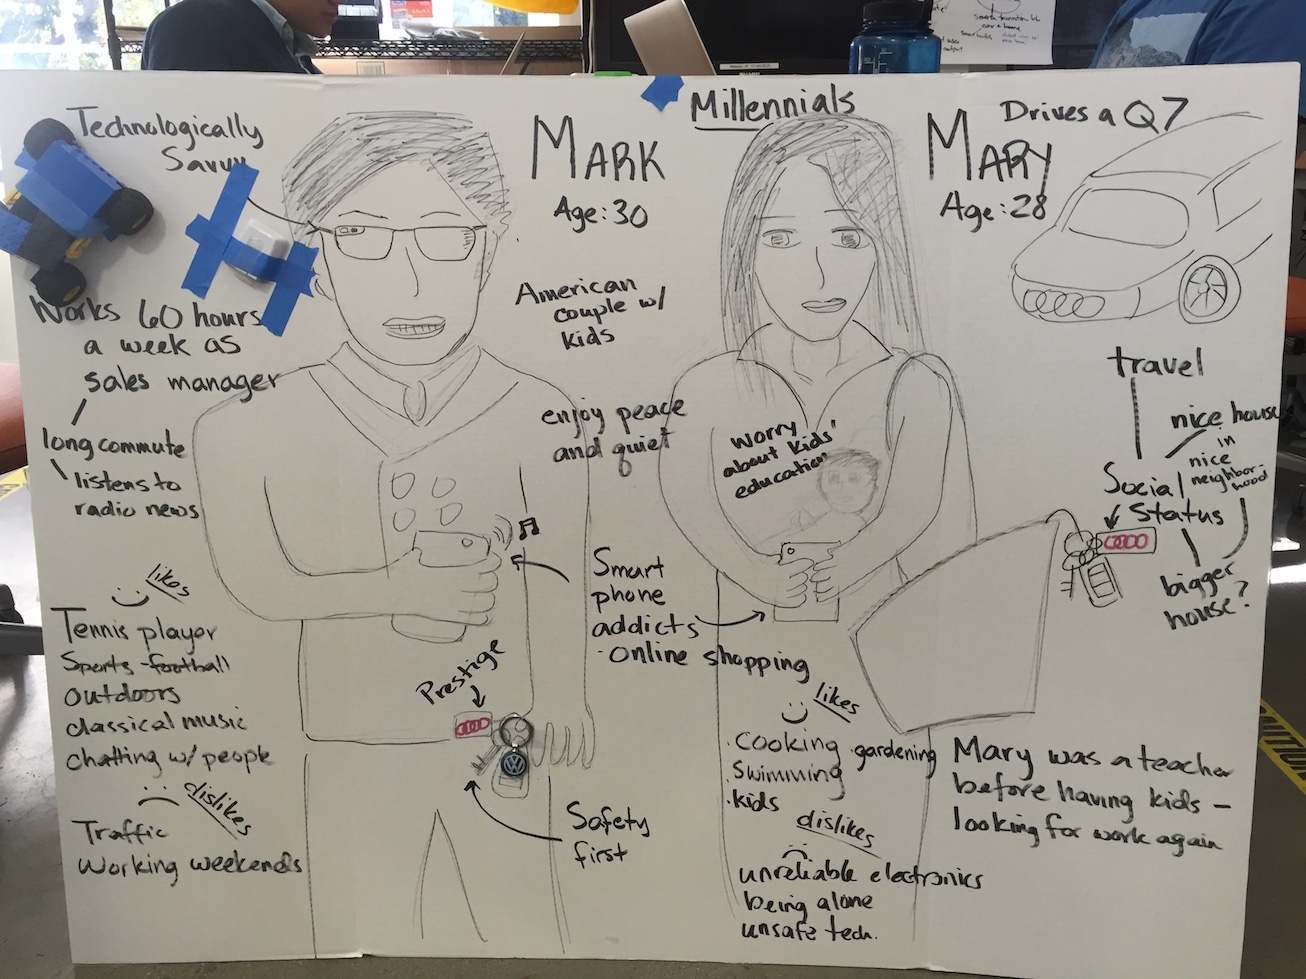 Technologically
Savvy
MARK
Age: 30
Millennials
MARY
Age: 28
Drives a Q7
Works 60 hours
a week as
sales manager
long commute
listens to
radio news
American
couple w/
kids
enjoy peace
and quiet
worry
about kids'
education
travel
nice house
in
nice
neighbor-
hood
Social
Status
bigger
house?
likes
Tennis player
Sports - football
outdoors
classical music
chatting w/ people
dislikes
Traffic
Working weekends
Smart
phone
addicts
- online shopping
Prestige
VW
Safety
first
likes
. cooking . gardening
. swimming
. kids
dislikes
unreliable electronics
being alone
unsafe tech.
Mary was a teacher
before having kids -
looking for work again
CAUTION